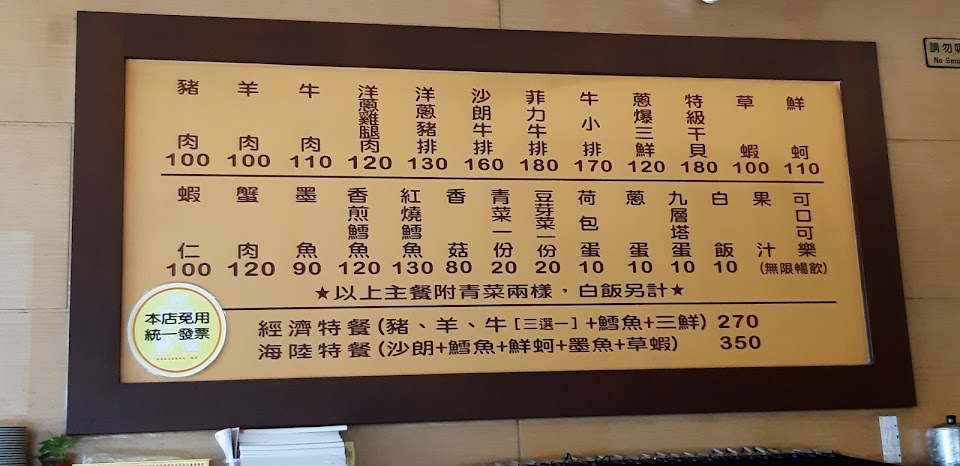 豬肉 100
羊肉 100
牛肉 110
洋蔥雞腿肉 120
洋蔥豬排 130
沙朗牛排 160
菲力牛排 180
牛小排 170
蔥爆三鮮 120
特級干貝 180
草蝦 100
鮮蚵 110
蝦仁 100
蟹肉 120
墨魚 90
香煎鱈魚 120
紅燒鱈魚 130
香菇 80
青菜一份 20
豆芽菜一份 20
荷包蛋 10
蔥蛋 10
九層塔蛋 10
白飯 10
果汁
可口可樂
(無限暢飲)
★以上主餐附青菜兩樣，白飯另計★
經濟特餐(豬、羊、牛[三選一]+鱈魚+三鮮) 270
海陸特餐(沙朗+鱈魚+鮮蚵+墨魚+草蝦) 350
本店免用
統一發票
請勿吸
No Smo